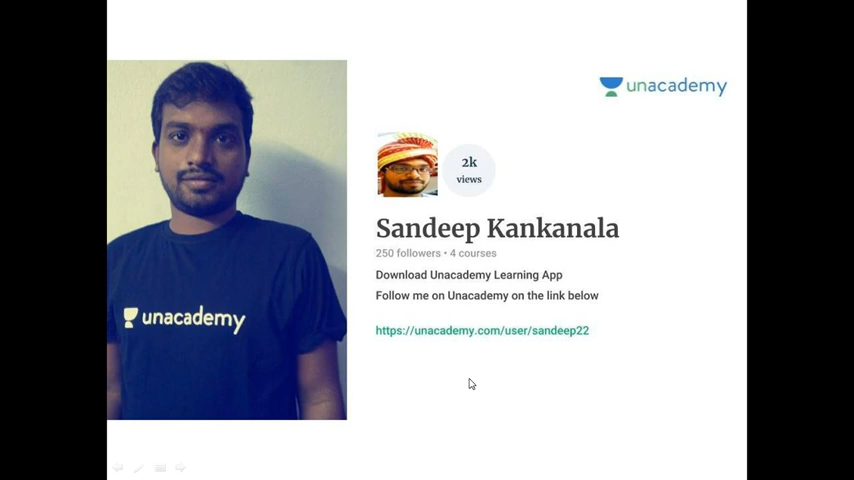 unacademy
2k
views
Sandeep Kankanala
250 followers • 4 courses
Download Unacademy Learning App
Follow me on Unacademy on the link below
unacademy
https://unacademy.com/user/sandeep22